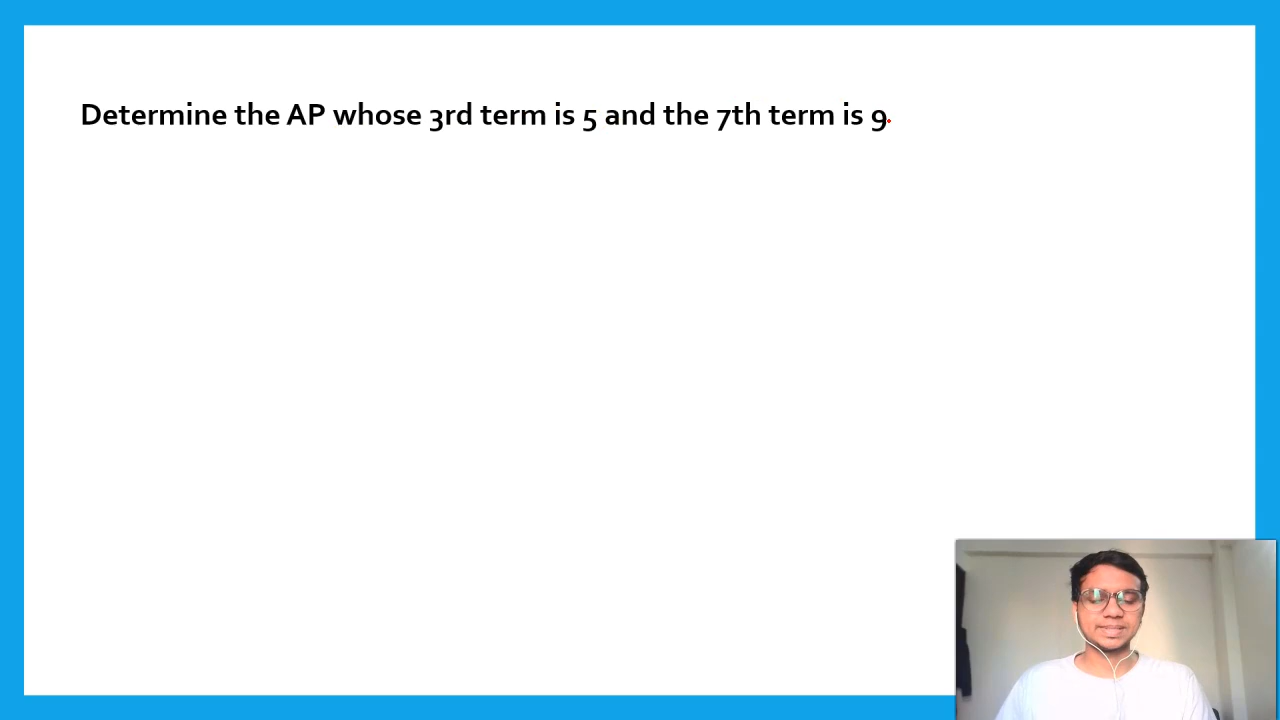 Determine the AP whose 3rd term is 5 and the 7th term is 9.